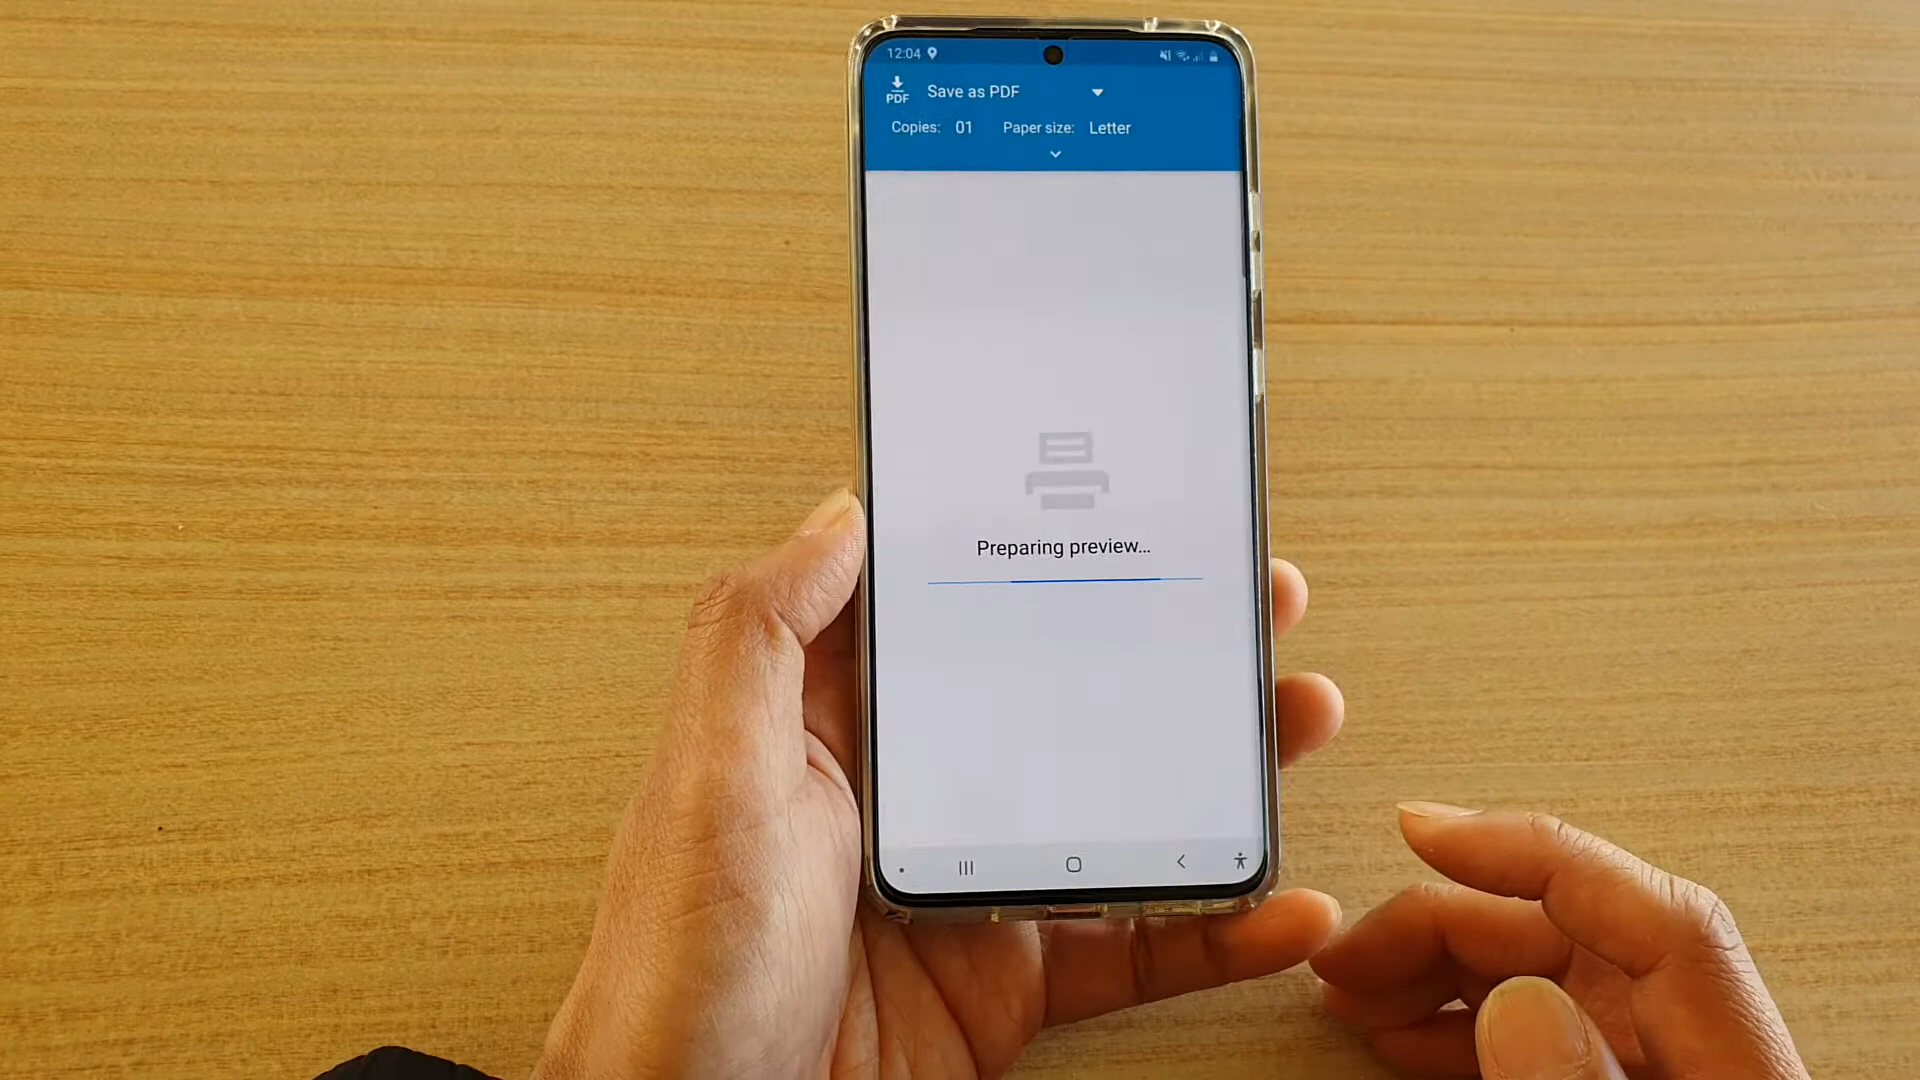 12:04
PDF Save as PDF
Copies: 01 Paper size: Letter
Preparing preview...